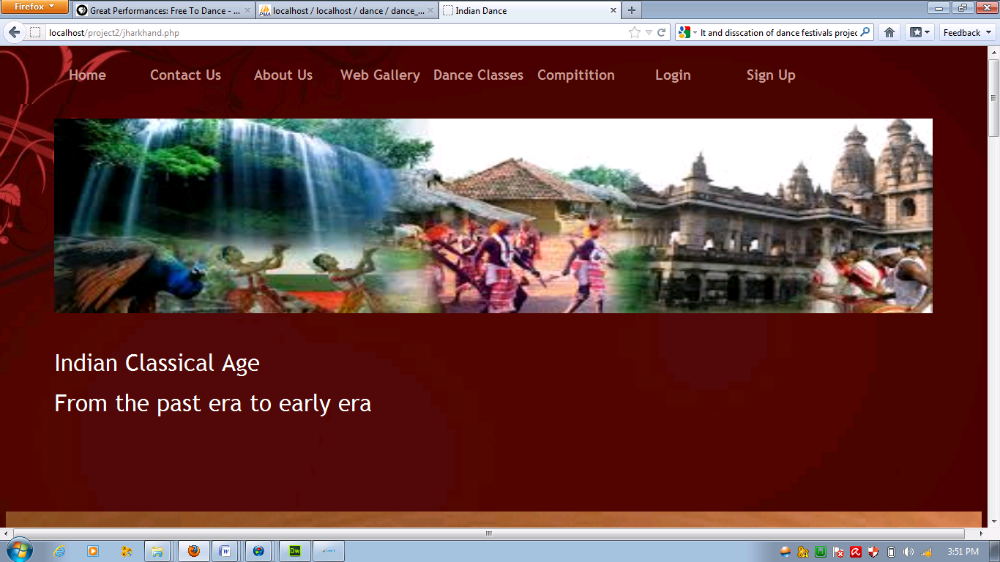 Firefox
Great Performances: Free To Dance - ...
localhost / localhost / dance / dance_...
Indian Dance
localhost/project2/jharkhand.php
It and disscation of dance festivals projec
Feedback
Home Contact Us About Us Web Gallery Dance Classes Compitition Login Sign Up
Indian Classical Age
From the past era to early era
Dw
3:51 PM